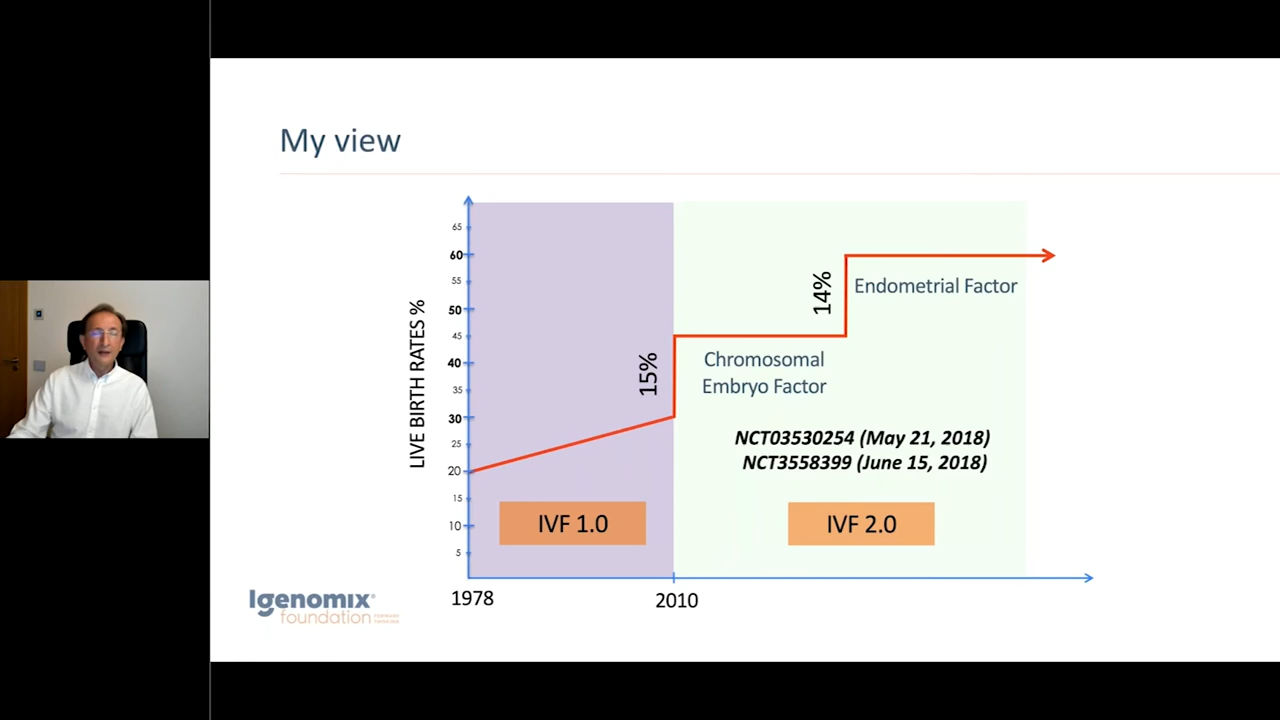 My view
LIVE BIRTH RATES %
65
60
55
50
45
40
35
30
25
20
15
10
5
15%
14%
Endometrial Factor
Chromosomal
Embryo Factor
NCT03530254 (May 21, 2018)
NCT3558399 (June 15, 2018)
IVF 1.0
IVF 2.0
1978
2010
Igenomix®
foundation